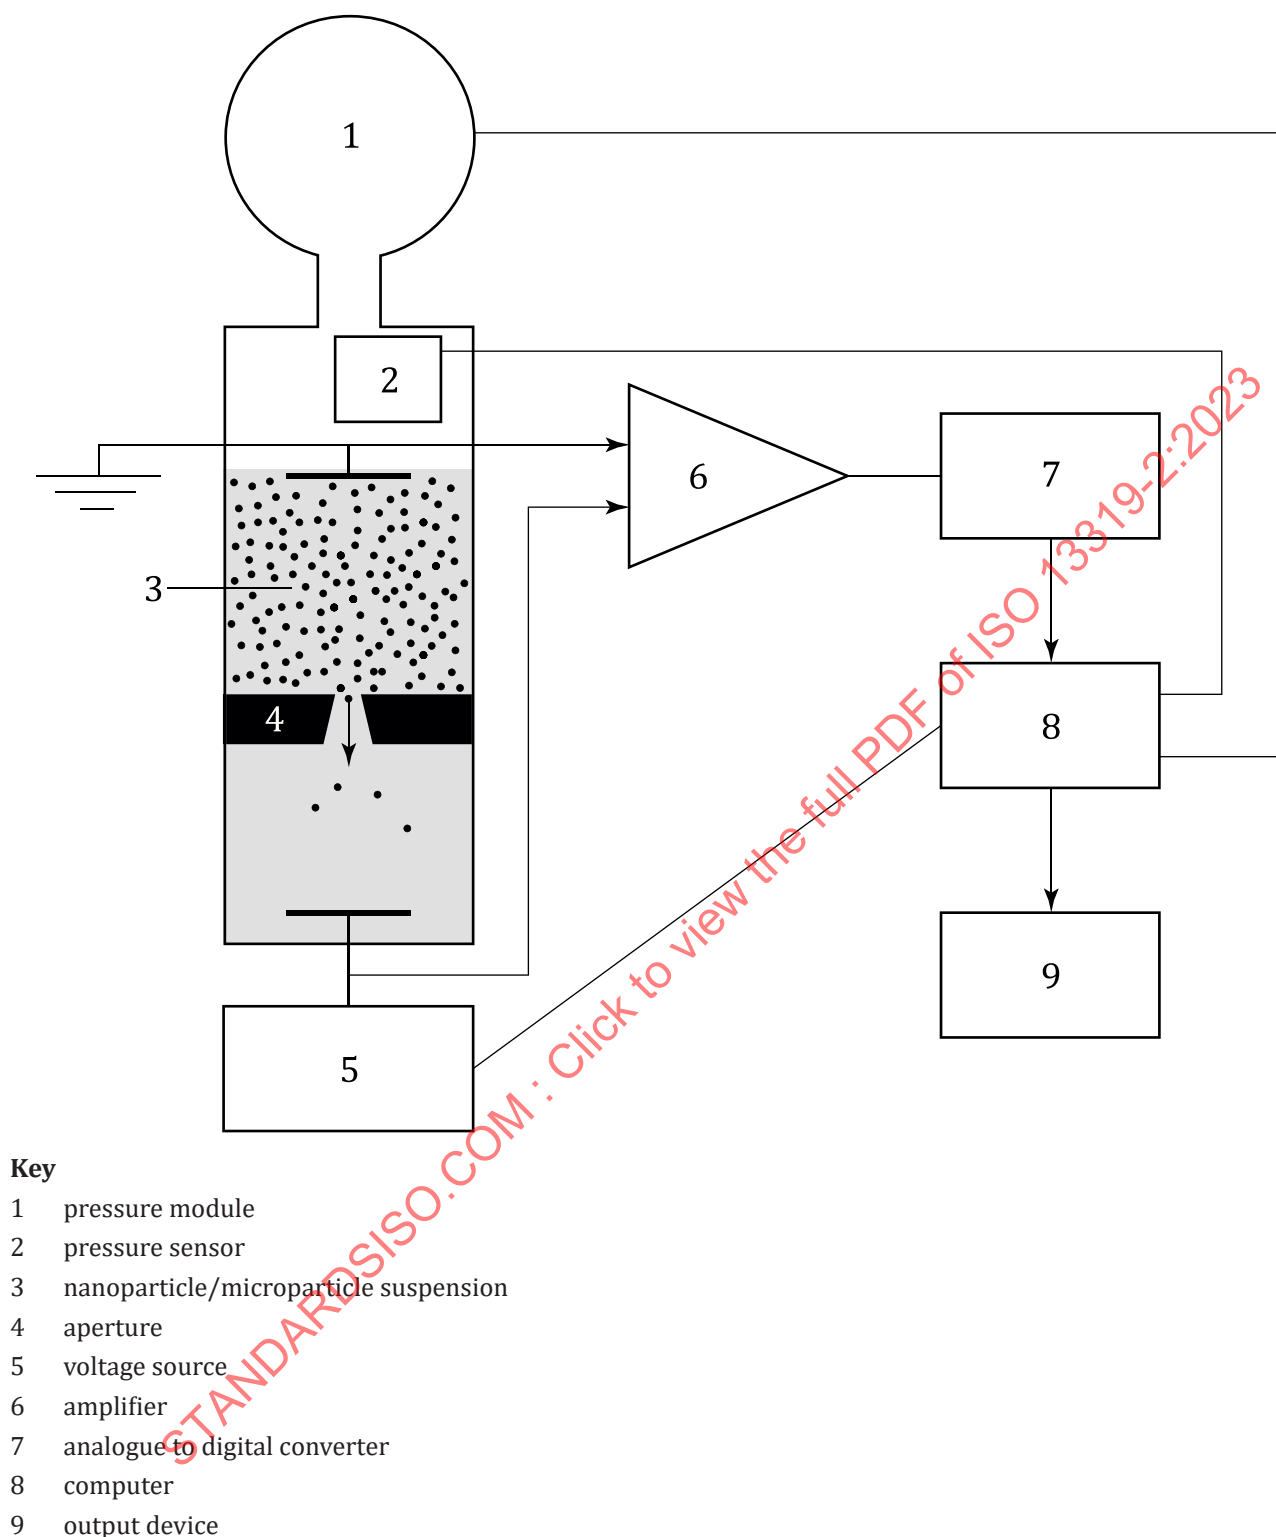 1
2
3
4
5
6
7
8
9
STANDARDSISO.COM : Click to view the full PDF of ISO 13319-2:2023
Key
1 pressure module
2 pressure sensor
3 nanoparticle/microparticle suspension
4 aperture
5 voltage source
6 amplifier
7 analogue to digital converter
8 computer
9 output device